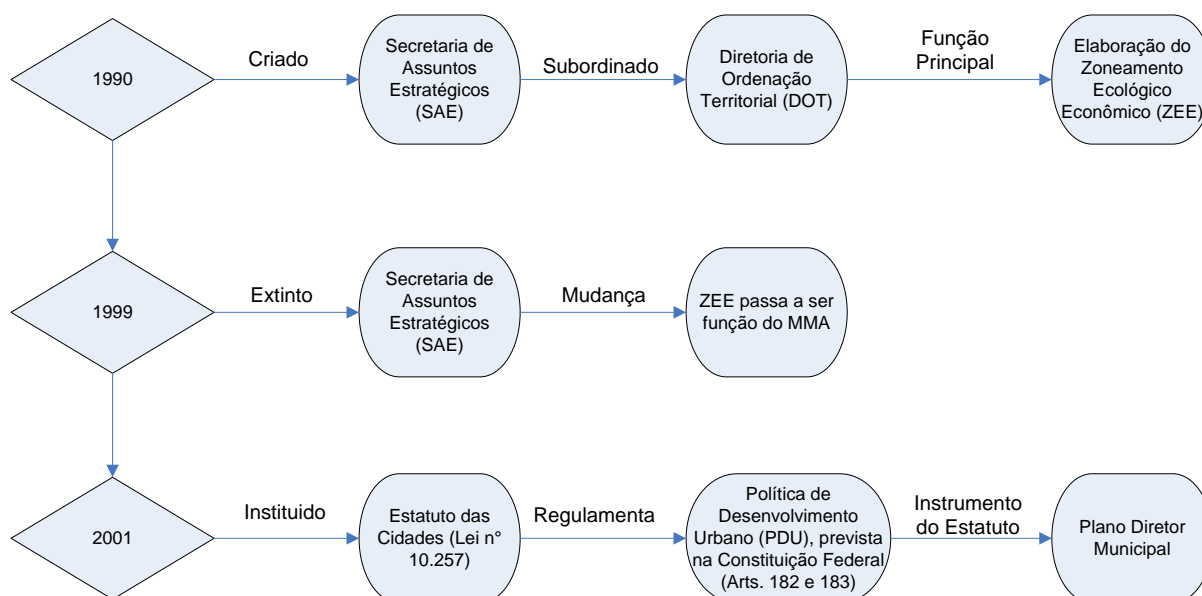 1990
Criado
Secretaria de
Assuntos
Estratégicos
(SAE)
Subordinado
Diretoria de
Ordenação
Territorial (DOT)
Função
Principal
Elaboração do
Zoneamento
Ecológico
Econômico (ZEE)
1999
Extinto
Secretaria de
Assuntos
Estratégicos
(SAE)
Mudança
ZEE passa a ser
função do MMA
2001
Instituido
Estatuto das
Cidades (Lei n°
10.257)
Regulamenta
Política de
Desenvolvimento
Urbano (PDU), prevista
na Constituição Federal
(Arts. 182 e 183)
Instrumento
do Estatuto
Plano Diretor
Municipal